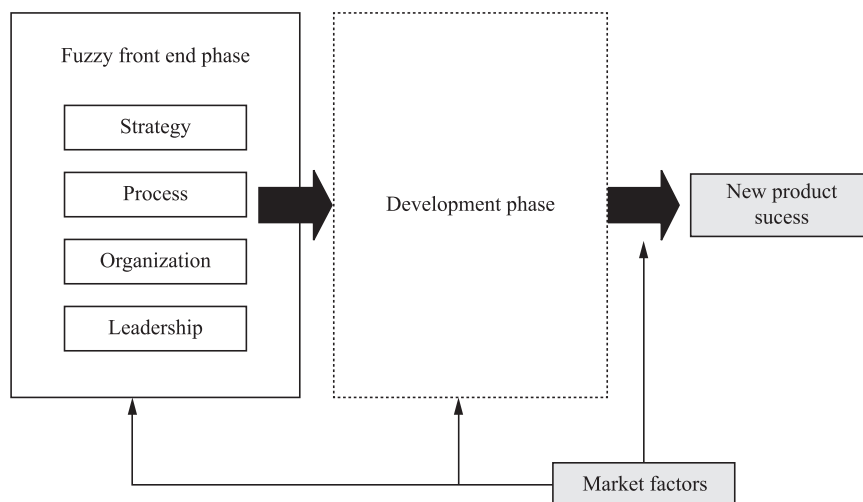 Fuzzy front end phase
Strategy
Process
Organization
Leadership
Development phase
New product
sucess
Market factors